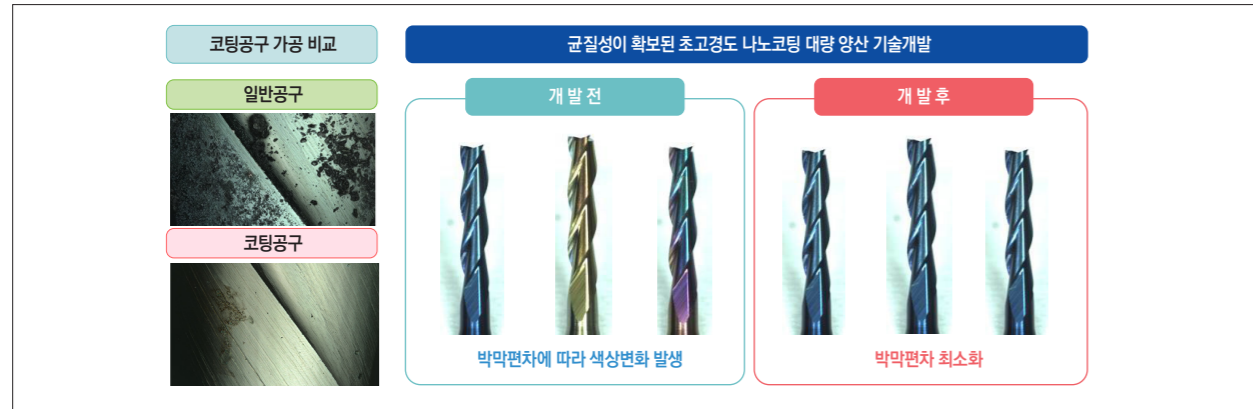 코팅공구 가공 비교
일반공구
코팅공구
균질성이 확보된 초고경도 나노코팅 대량 양산 기술개발
개 발 전
박막편차에 따라 색상변화 발생
개 발 후
박막편차 최소화